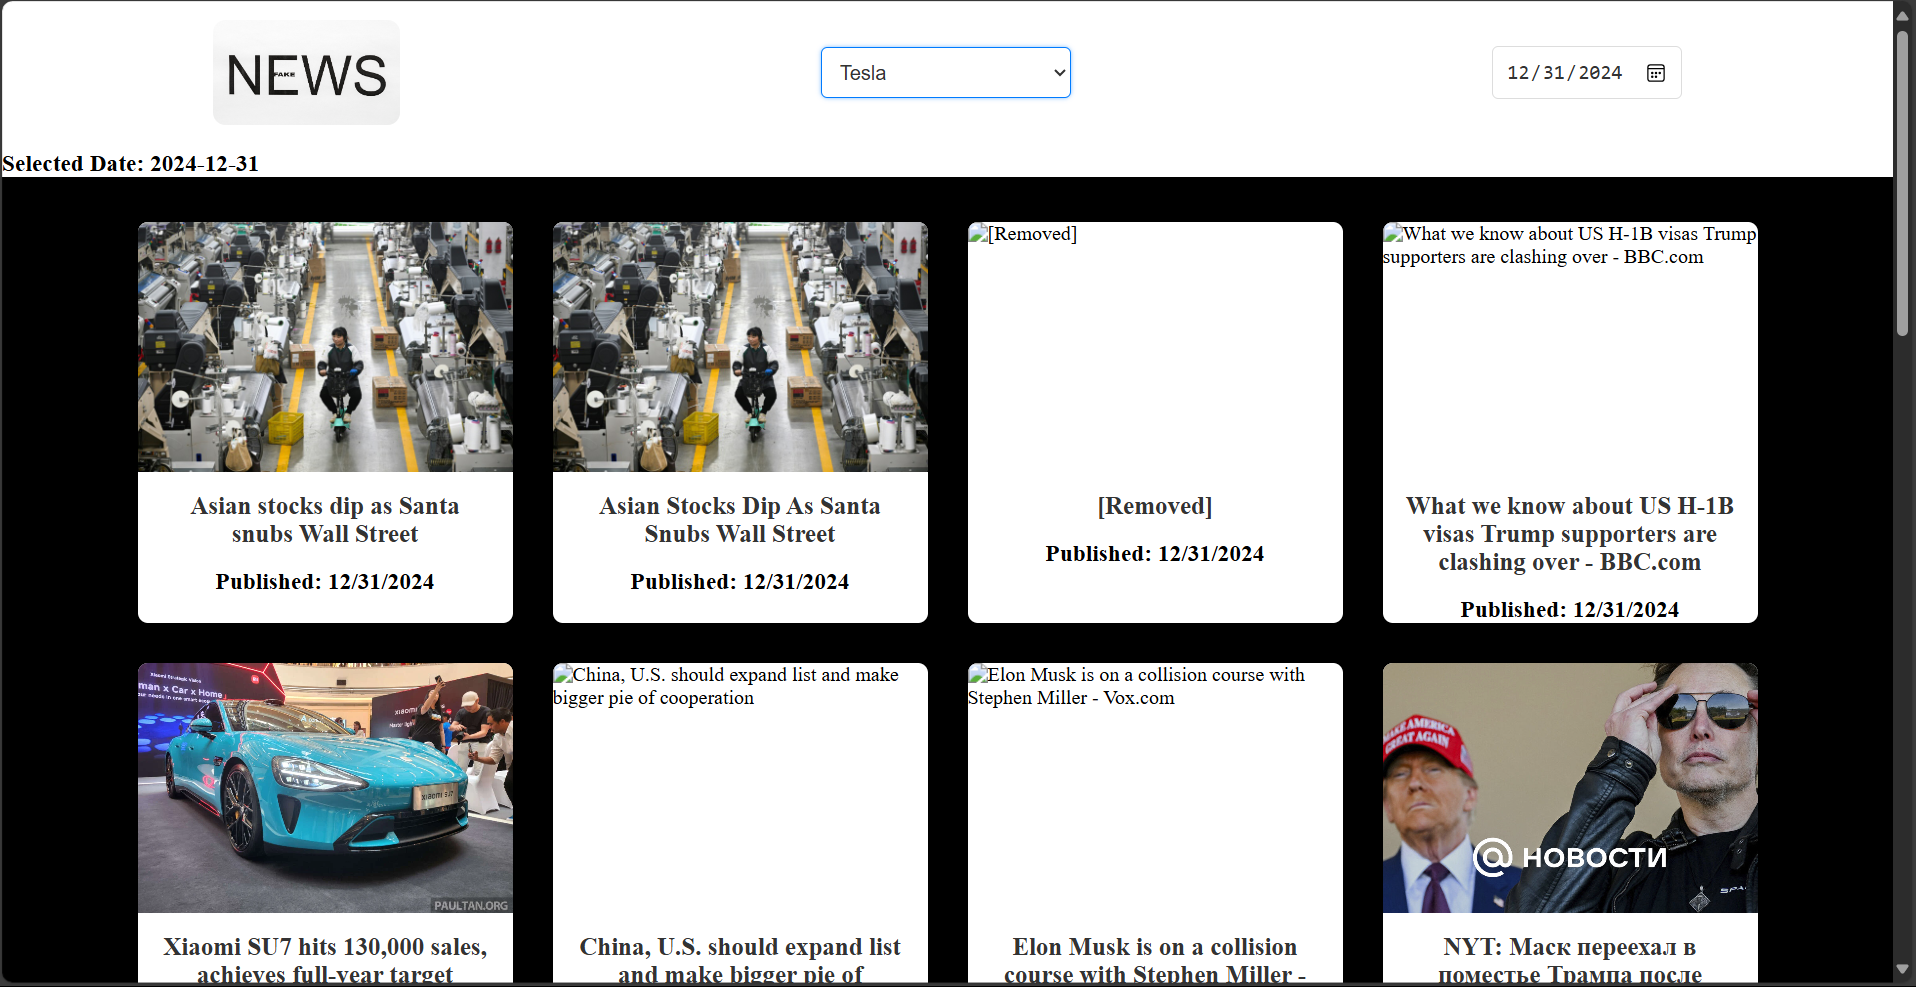 NEWS
FAKE
Tesla
12/31/2024
Selected Date: 2024-12-31
[Removed]
What we know about US H-1B visas Trump
supporters are clashing over - BBC.com
Asian stocks dip as Santa
snubs Wall Street
Published: 12/31/2024
Asian Stocks Dip As Santa
Snubs Wall Street
Published: 12/31/2024
[Removed]
Published: 12/31/2024
What we know about US H-1B
visas Trump supporters are
clashing over - BBC.com
Published: 12/31/2024
Xiaomi Strategic Vision
man x Car x Home
xiaomi
xiaomi SU7
PAULTAN.ORG
China, U.S. should expand list and make
bigger pie of cooperation
Elon Musk is on a collision course with
Stephen Miller - Vox.com
MAKE AMERICA
GREAT AGAIN
@ НОВОСТИ
Xiaomi SU7 hits 130,000 sales,
achieves full-year target
China, U.S. should expand list
and make bigger pie of
Elon Musk is on a collision
course with Stephen Miller -
NYT: Маск переехал в
поместье Трампа после